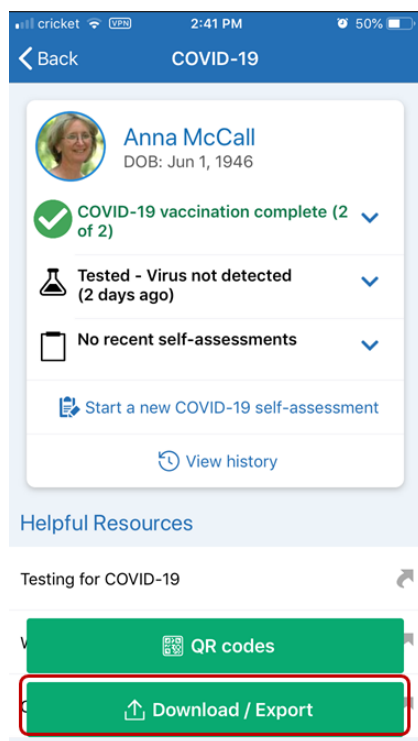 cricket VPN 2:41 PM 50%
Back COVID-19
Anna McCall
DOB: Jun 1, 1946
COVID-19 vaccination complete (2
of 2)
Tested - Virus not detected
(2 days ago)
No recent self-assessments
Start a new COVID-19 self-assessment
View history
Helpful Resources
Testing for COVID-19
QR codes
Download / Export